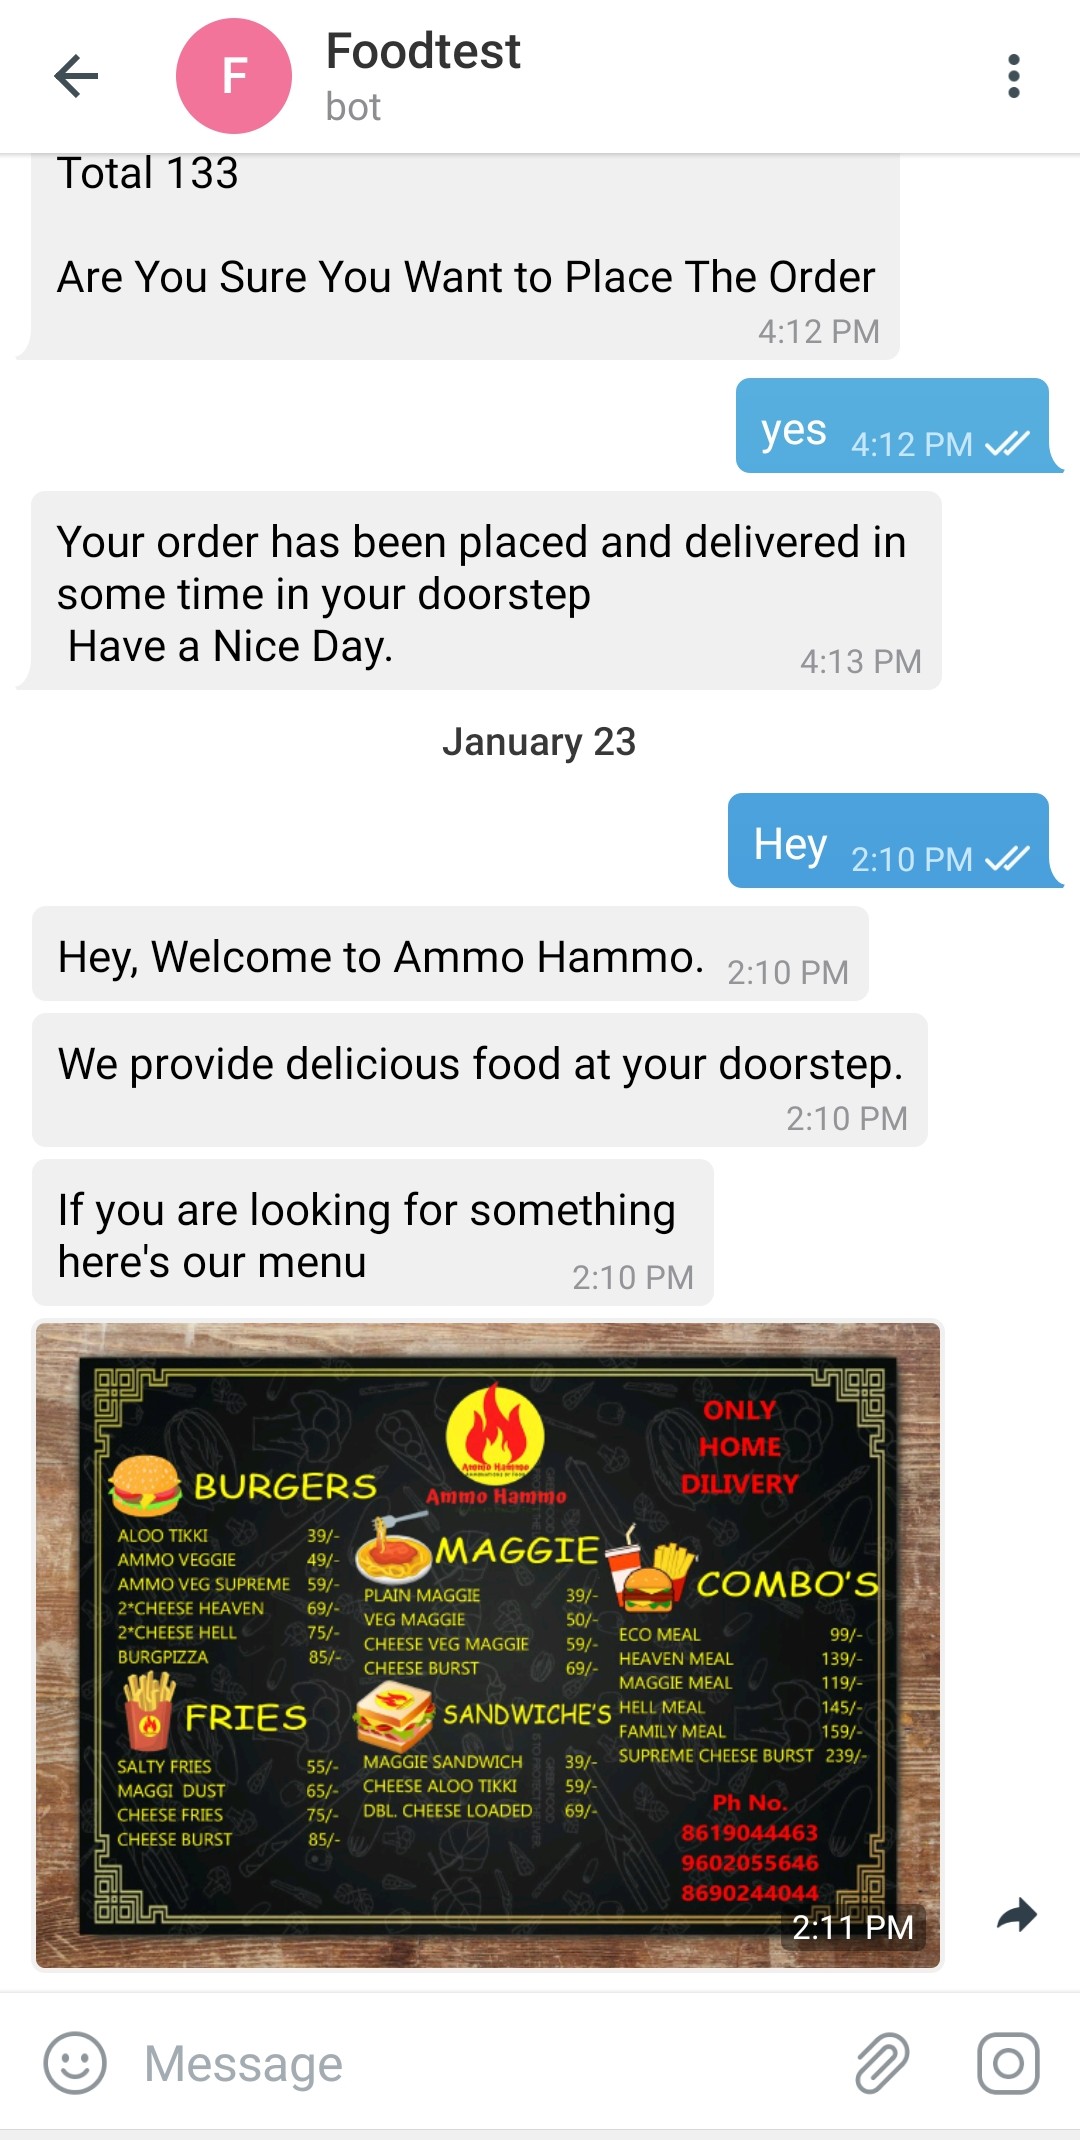 F
Foodtest
bot
Total 133
Are You Sure You Want to Place The Order
4:12 PM
yes 4:12 PM
Your order has been placed and delivered in
some time in your doorstep
Have a Nice Day.
4:13 PM
January 23
Hey 2:10 PM
Hey, Welcome to Ammo Hammo. 2:10 PM
We provide delicious food at your doorstep.
2:10 PM
If you are looking for something
here's our menu
2:10 PM
Ammo Hammo
Ammo Hammo
ONLY
HOME
DILIVERY
BURGERS
ALOO TIKKI 39/-
AMMO VEGGIE 49/-
AMMO VEG SUPREME 59/-
2*CHEESE HEAVEN 69/-
2*CHEESE HELL 75/-
BURGPIZZA 85/-
FRIES
SALTY FRIES 55/-
MAGGI DUST 65/-
CHEESE FRIES 75/-
CHEESE BURST 85/-
MAGGIE
PLAIN MAGGIE 39/-
VEG MAGGIE 50/-
CHEESE VEG MAGGIE 59/-
CHEESE BURST 69/-
SANDWICHE'S
MAGGIE SANDWICH 39/-
CHEESE ALOO TIKKI 59/-
DBL. CHEESE LOADED 69/-
COMBO'S
ECO MEAL 99/-
HEAVEN MEAL 139/-
MAGGIE MEAL 119/-
HELL MEAL 145/-
FAMILY MEAL 159/-
SUPREME CHEESE BURST 239/-
Ph No.
8619044463
9602055646
8690244044
2:11 PM
Message